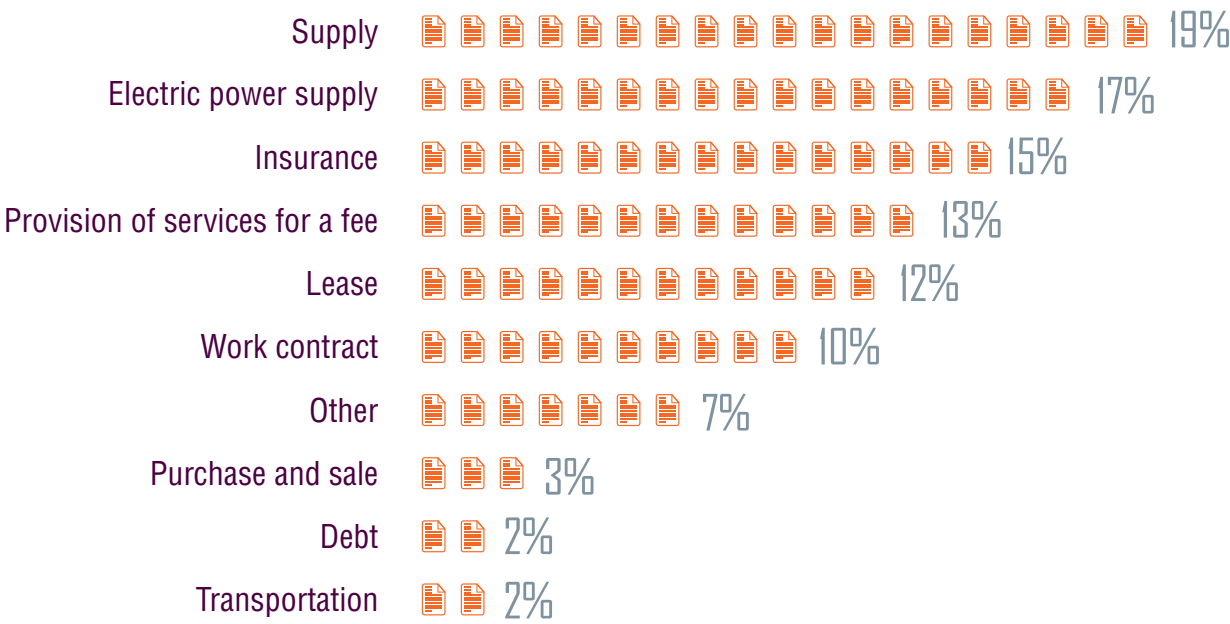 Supply 19%
Electric power supply 17%
Insurance 15%
Provision of services for a fee 13%
Lease 12%
Work contract 10%
Other 7%
Purchase and sale 3%
Debt 2%
Transportation 2%